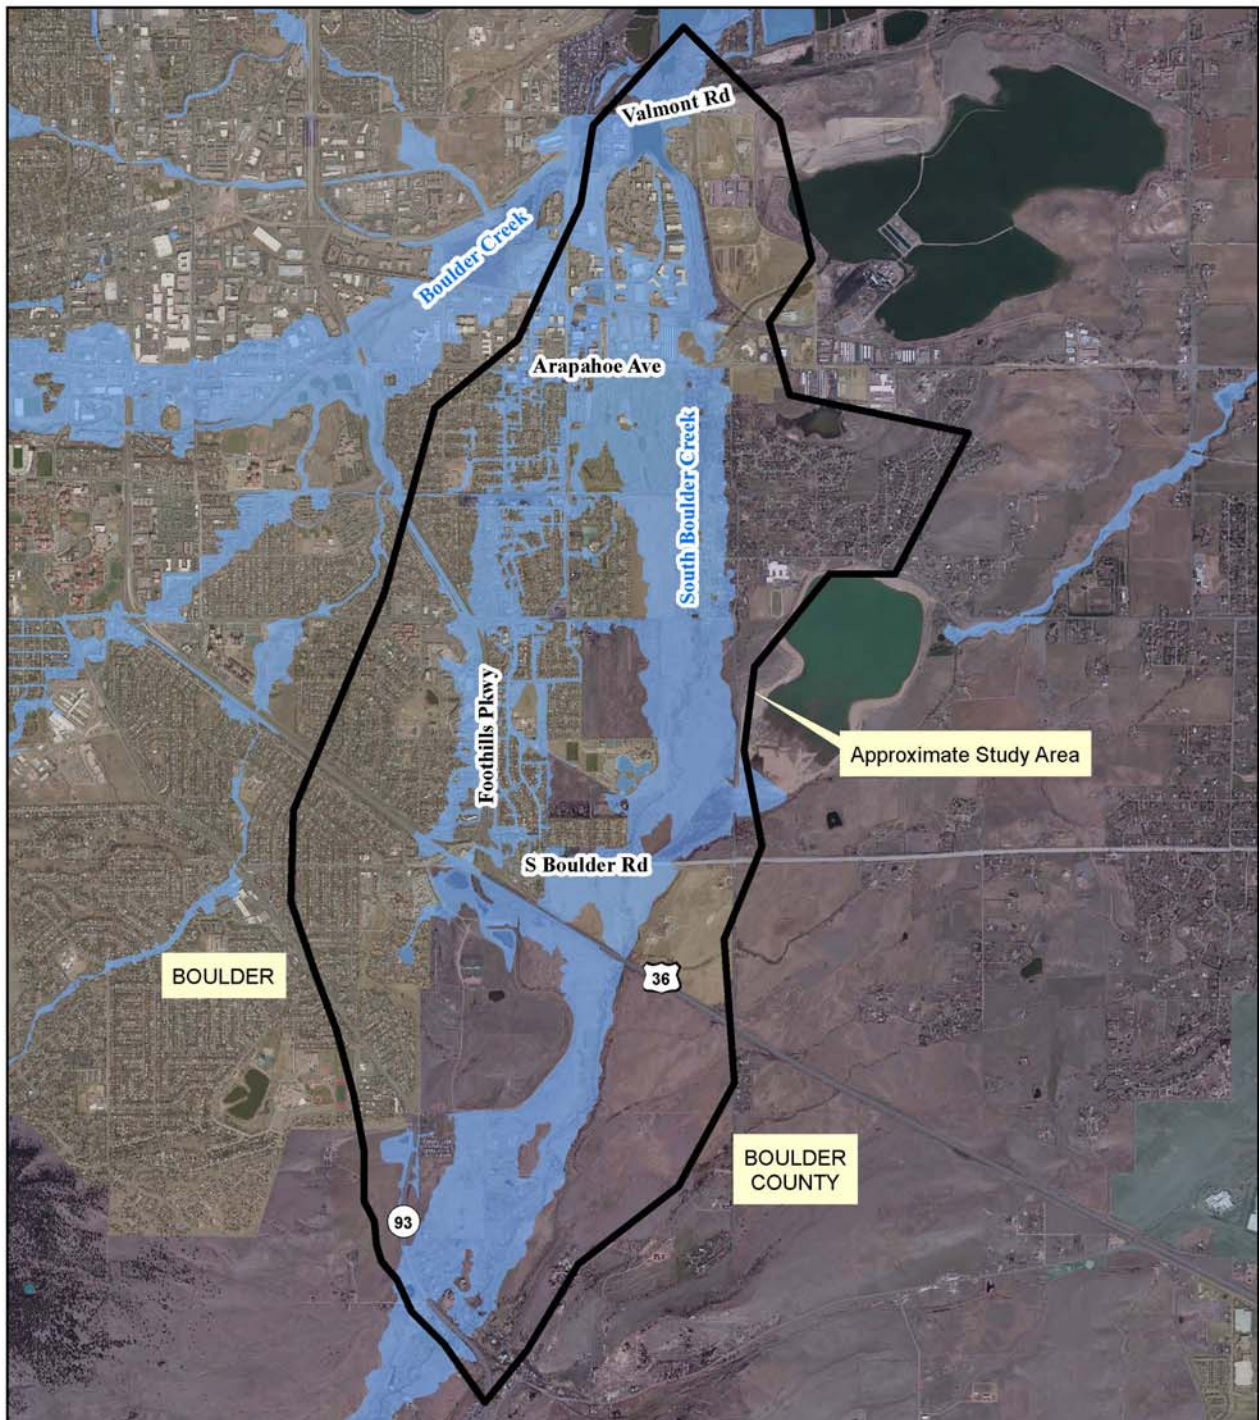 Valmont Rd
Boulder Creek
Arapahoe Ave
South Boulder Creek
Foothills Pkwy
Approximate Study Area
S Boulder Rd
BOULDER
36
BOULDER
COUNTY
93